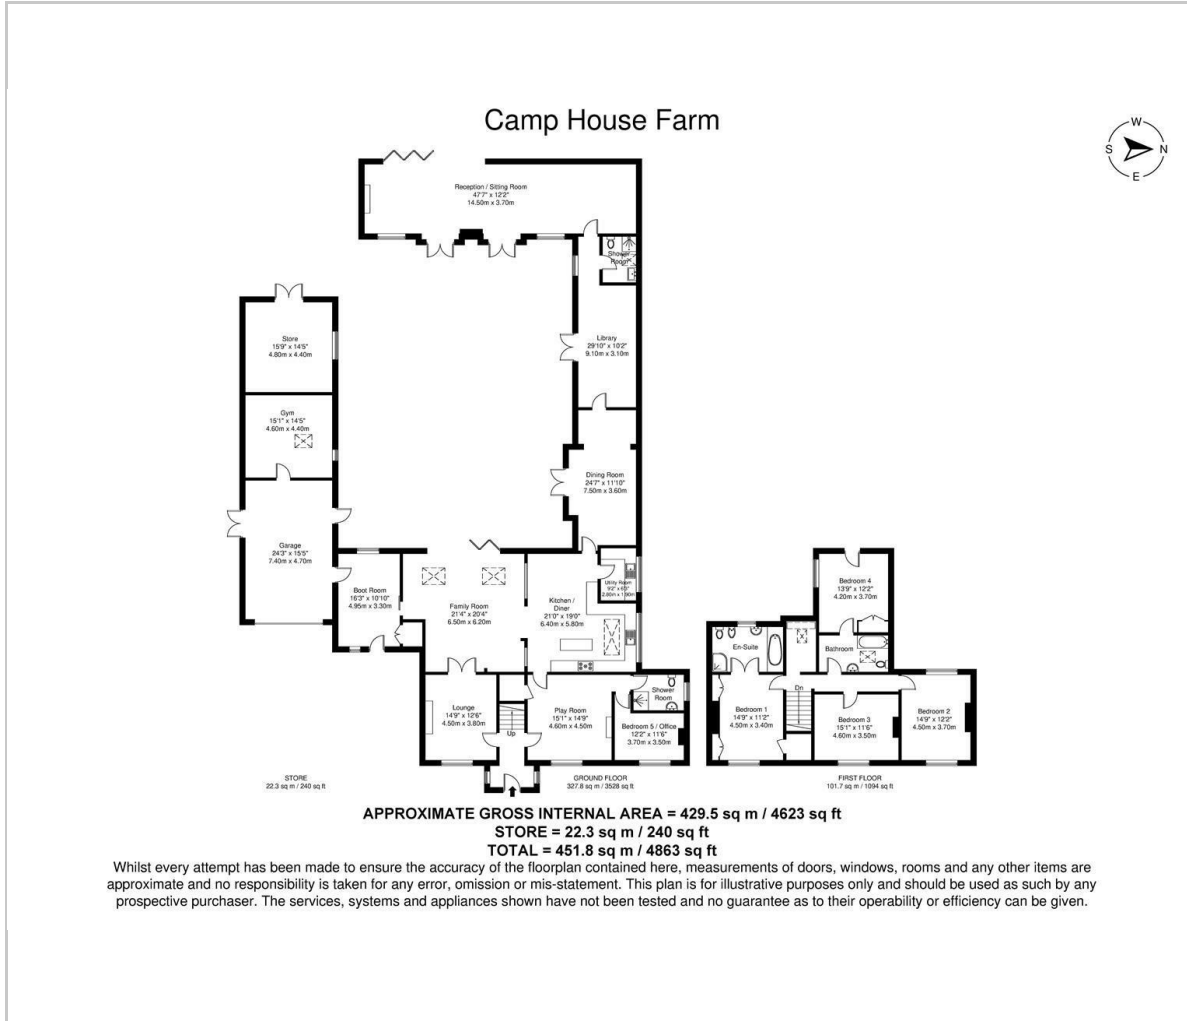 Camp House Farm
W
S
N
E
Reception / Sitting Room
47'7" x 12'2"
14.50m x 3.70m
Shower
Room
Store
15'9" x 14'5"
4.80m x 4.40m
Library
29'10" x 10'2"
9.10m x 3.10m
Gym
15'1" x 14'5"
4.60m x 4.40m
Dining Room
24'7" x 11'10"
7.50m x 3.60m
Garage
24'3" x 15'5"
7.40m x 4.70m
Boot Room
16'3" x 10'10"
4.95m x 3.30m
Family Room
21'4" x 20'4"
6.50m x 6.20m
Kitchen /
Diner
21'0" x 19'0"
6.40m x 5.80m
Utility Room
9'2" x
2.80m x
Lounge
14'9" x 12'6"
4.50m x 3.80m
Up
Play Room
15'1" x 14'9"
4.60m x 4.50m
Shower
Room
Bedroom 5 / Office
12'2" x 11'6"
3.70m x 3.50m
Bedroom 4
13'9" x 12'2"
4.20m x 3.70m
En-Suite
Bathroom
Dn
Bedroom 1
14'9" x 11'2"
4.50m x 3.40m
Bedroom 3
15'1" x 11'6"
4.60m x 3.50m
Bedroom 2
14'9" x 12'2"
4.50m x 3.70m
STORE
22.3 sq m / 240 sq ft
GROUND FLOOR
327.8 sq m / 3528 sq ft
FIRST FLOOR
101.7 sq m / 1094 sq ft
APPROXIMATE GROSS INTERNAL AREA = 429.5 sq m / 4623 sq ft
STORE = 22.3 sq m / 240 sq ft
TOTAL = 451.8 sq m / 4863 sq ft
Whilst every attempt has been made to ensure the accuracy of the floorplan contained here, measurements of doors, windows, rooms and any other items are
approximate and no responsibility is taken for any error, omission or mis-statement. This plan is for illustrative purposes only and should be used as such by any
prospective purchaser. The services, systems and appliances shown have not been tested and no guarantee as to their operability or efficiency can be given.